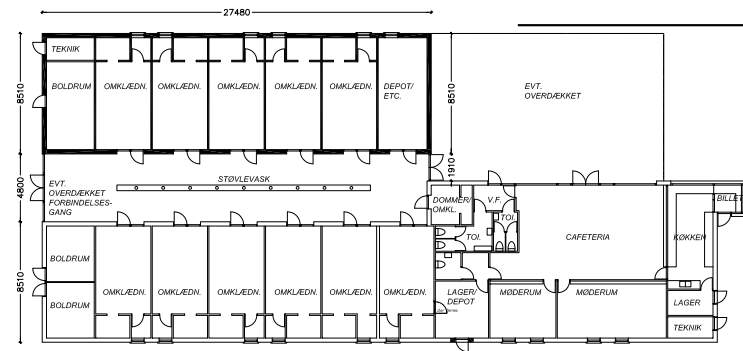 27480
TEKNIK
BOLDRUM
OMKLÆDN.
OMKLÆDN.
OMKLÆDN.
OMKLÆDN.
OMKLÆDN.
DEPOT/
ETC.
EVT.
OVERDÆKKET
8510
8510
4800
1910
STØVLEVASK
EVT.
OVERDÆKKET
FORBINDELSES-
GANG
DOMMER/
OMKL.
V.F.
TOI.
TOI.
BILLET
CAFETERIA
KØKKEN
8510
BOLDRUM
BOLDRUM
OMKLÆDN.
OMKLÆDN.
OMKLÆDN.
OMKLÆDN.
OMKLÆDN.
OMKLÆDN.
LAGER/
DEPOT
MØDERUM
MØDERUM
LAGER
TEKNIK